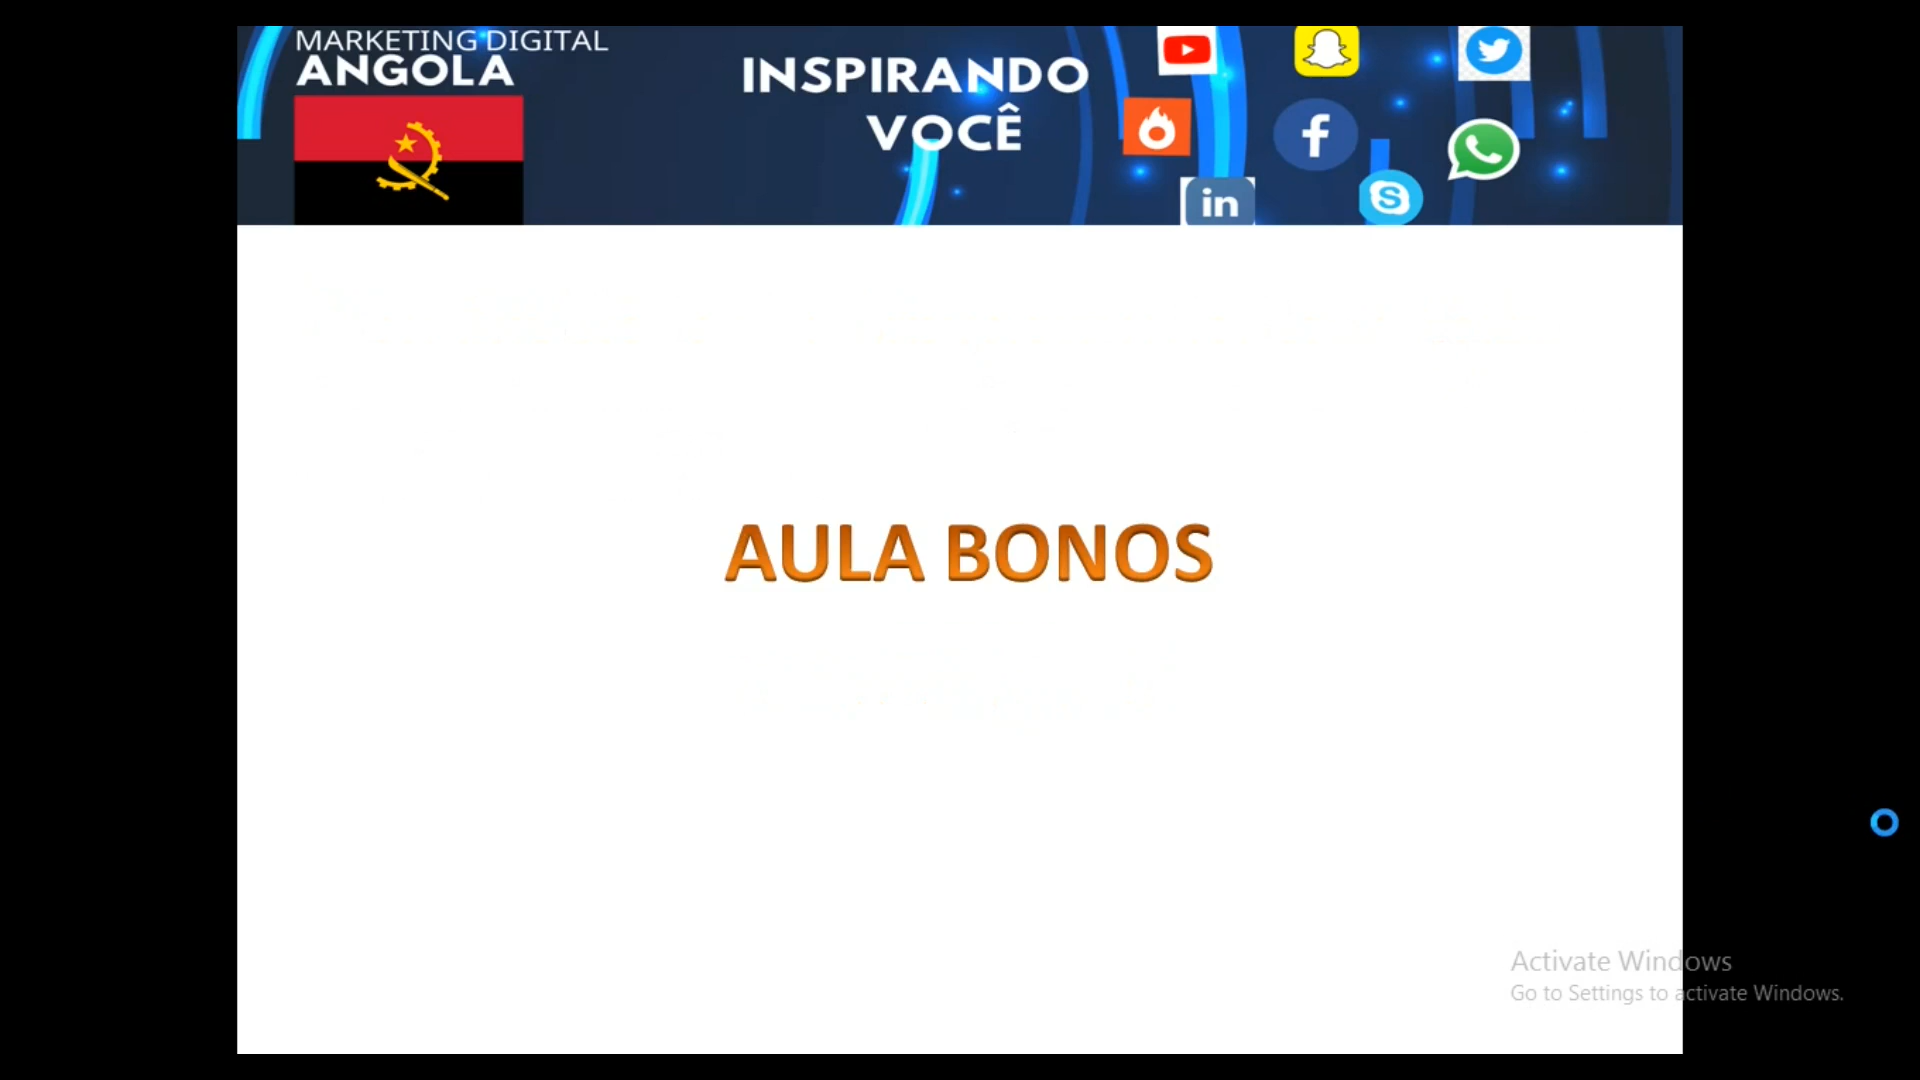 MARKETING DIGITAL
ANGOLA
INSPIRANDO
VOCÊ
in
AULA BONOS
Activate Windows
Go to Settings to activate Windows.